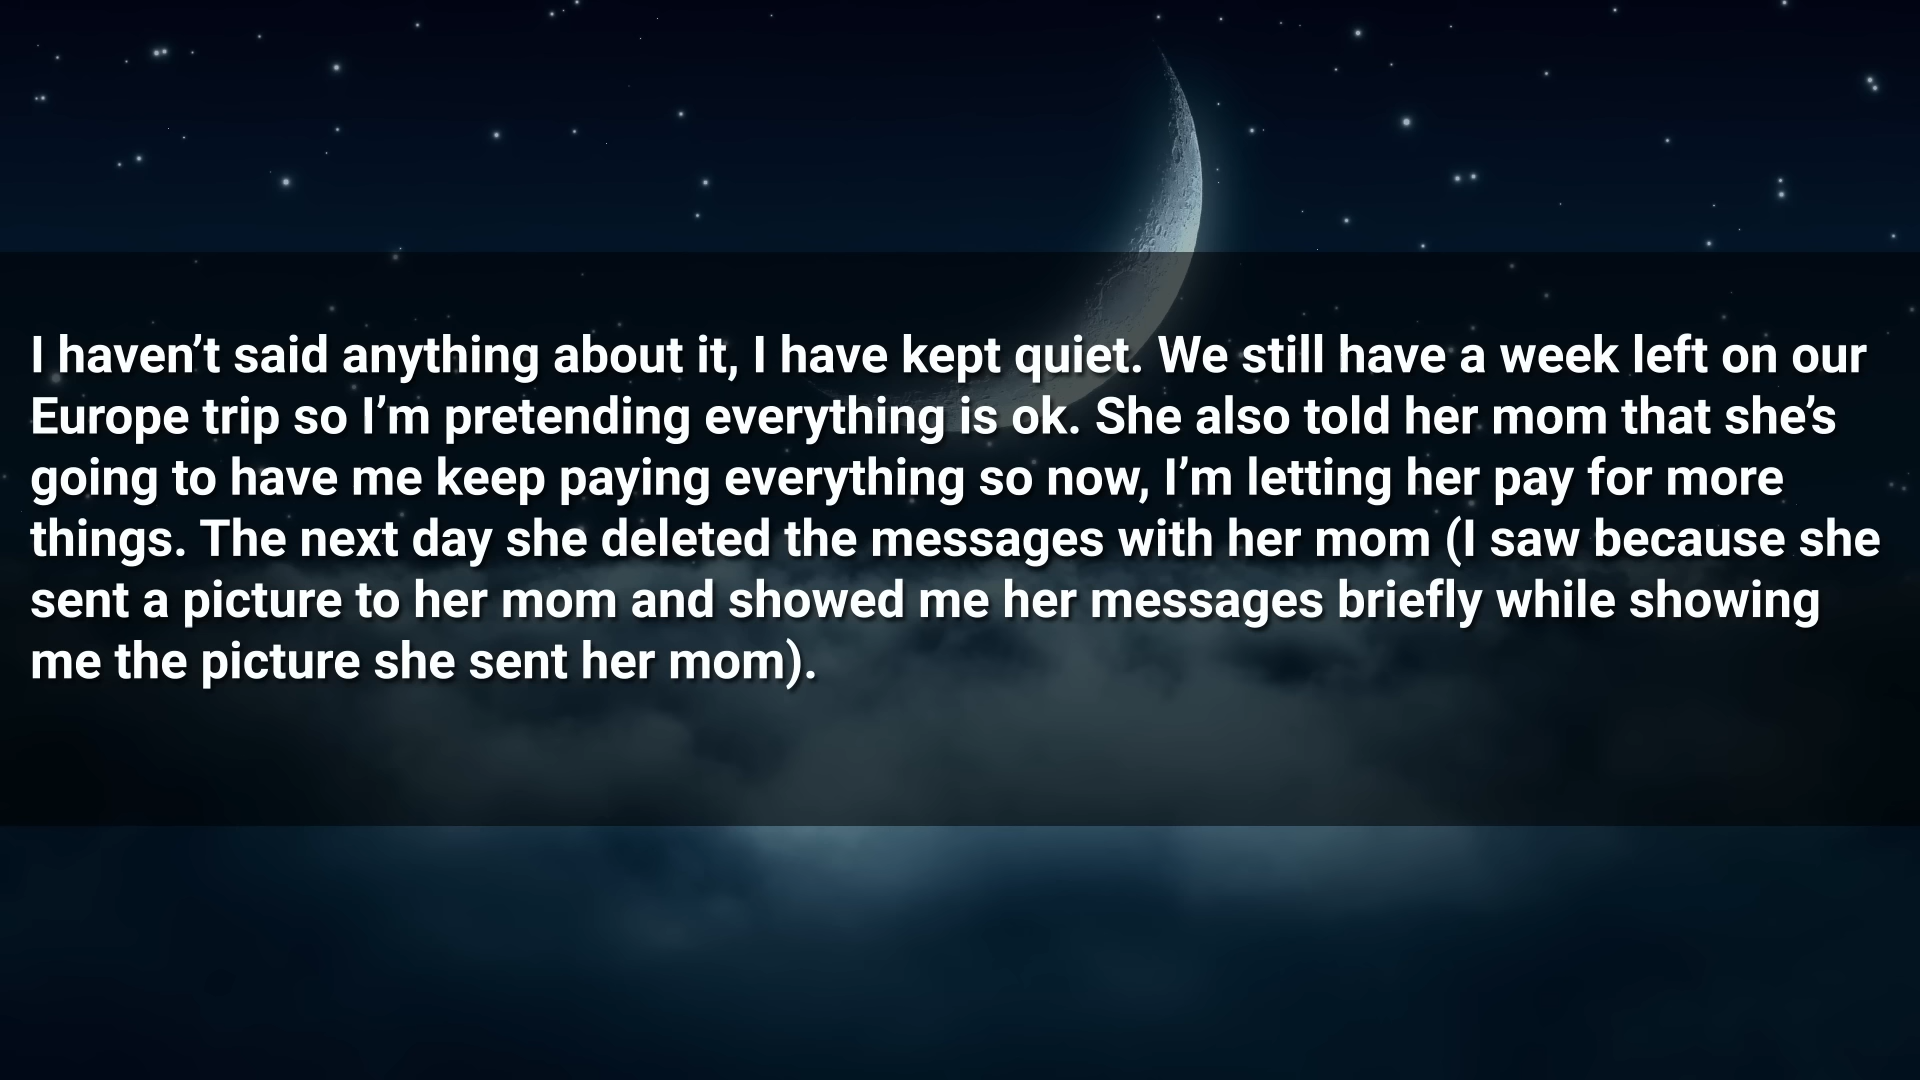 I haven’t said anything about it, I have kept quiet. We still have a week left on our
Europe trip so I’m pretending everything is ok. She also told her mom that she’s
going to have me keep paying everything so now, I’m letting her pay for more
things. The next day she deleted the messages with her mom (I saw because she
sent a picture to her mom and showed me her messages briefly while showing
me the picture she sent her mom).